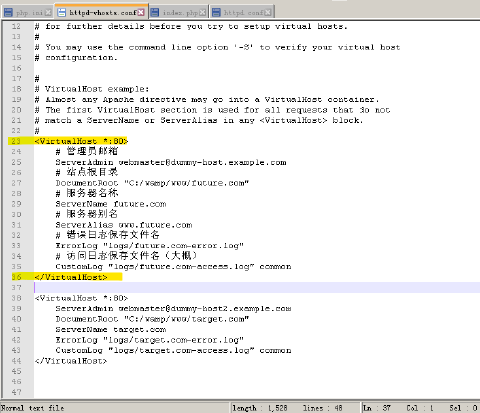 php.ini
httpd-vhosts.conf
index.php
httpd.conf
12 # for further details before you try to setup virtual hosts.
13 #
14 # You may use the command line option '-S' to verify your virtual host
15 # configuration.
16
17 #
18 # VirtualHost example:
19 # Almost any Apache directive may go into a VirtualHost container.
20 # The first VirtualHost section is used for all requests that do not
21 # match a ServerName or ServerAlias in any <VirtualHost> block.
22 #
23 <VirtualHost *:80>
24 # 管理员邮箱
25 ServerAdmin webmaster@dummy-host.example.com
26 # 站点根目录
27 DocumentRoot "C:/wamp/www/future.com"
28 # 服务器名称
29 ServerName future.com
30 # 服务器别名
31 ServerAlias www.future.com
32 # 错误日志保存文件名
33 ErrorLog "logs/future.com-error.log"
34 # 访问日志保存文件名（大概）
35 CustomLog "logs/future.com-access.log" common
36 </VirtualHost>
37
38 <VirtualHost *:80>
39 ServerAdmin webmaster@dummy-host2.example.com
40 DocumentRoot "C:/wamp/www/target.com"
41 ServerName target.com
42 ErrorLog "logs/target.com-error.log"
43 CustomLog "logs/target.com-access.log" common
44 </VirtualHost>
45
46
47
Normal text file length : 1,528 lines : 48 Ln : 37 Col : 1 Sel : 0